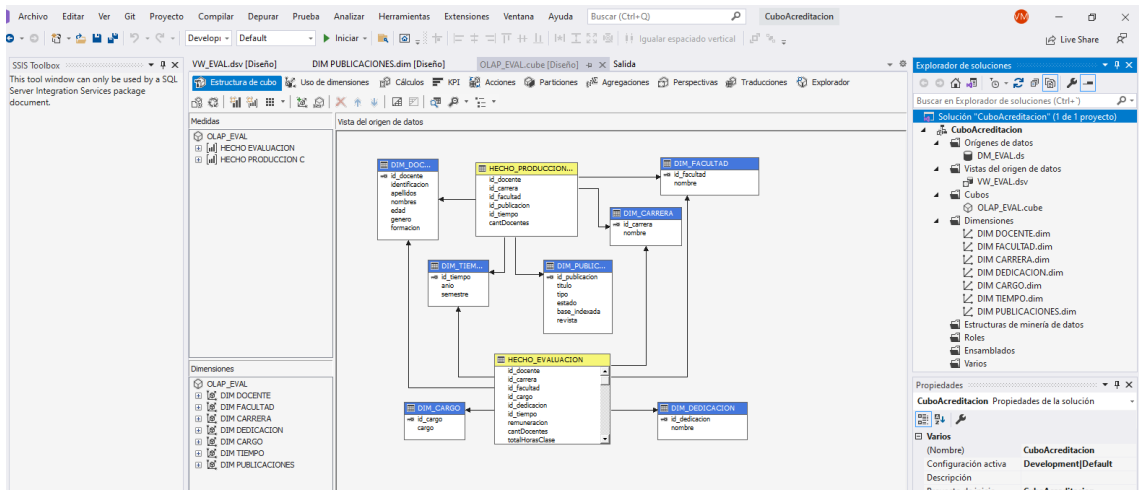 Archivo Editar Ver Git Proyecto Compilar Depurar Prueba Analizar Herramientas Extensiones Ventana Ayuda Buscar (Ctrl+Q) CuboAcreditacion VM
Developi Default Iniciar Igualar espaciado vertical Live Share
SSIS Toolbox
This tool window can only be used by a SQL
Server Integration Services package
document.
VW_EVAL.dsv [Diseño] DIM PUBLICACIONES.dim [Diseño] OLAP_EVAL.cube [Diseño] Salida
Estructura de cubo Uso de dimensiones Cálculos KPI Acciones Particiones Agregaciones Perspectivas Traducciones Explorador
Medidas
OLAP_EVAL
HECHO EVALUACION
HECHO PRODUCCION C
Dimensiones
OLAP_EVAL
DIM DOCENTE
DIM FACULTAD
DIM CARRERA
DIM DEDICACION
DIM CARGO
DIM TIEMPO
DIM PUBLICACIONES
Vista del origen de datos
DIM_DOC...
id_docente
identificacion
apellidos
nombres
edad
genero
formacion
HECHO_PRODUCCION...
id_docente
id_carrera
id_facultad
id_publicacion
id_tiempo
cantDocentes
DIM_FACULTAD
id_facultad
nombre
DIM_CARRERA
id_carrera
nombre
DIM_TIEM...
id_tiempo
anio
semestre
DIM_PUBLIC...
id_publicacion
titulo
tipo
estado
base_indexada
revista
HECHO_EVALUACION
id_docente
id_carrera
id_facultad
id_cargo
id_dedicacion
id_tiempo
remuneracion
cantDocentes
totalHorasClase
DIM_CARGO
id_cargo
cargo
DIM_DEDICACION
id_dedicacion
nombre
Explorador de soluciones
Buscar en Explorador de soluciones (Ctrl+`)
Solución "CuboAcreditacion" (1 de 1 proyecto)
CuboAcreditacion
Orígenes de datos
DM_EVAL.ds
Vistas del origen de datos
VW_EVAL.dsv
Cubos
OLAP_EVAL.cube
Dimensiones
DIM DOCENTE.dim
DIM FACULTAD.dim
DIM CARRERA.dim
DIM DEDICACION.dim
DIM CARGO.dim
DIM TIEMPO.dim
DIM PUBLICACIONES.dim
Estructuras de minería de datos
Roles
Ensamblados
Varios
Propiedades
CuboAcreditacion Propiedades de la solución
Varios
(Nombre) CuboAcreditacion
Configuración activa Development|Default
Descripción